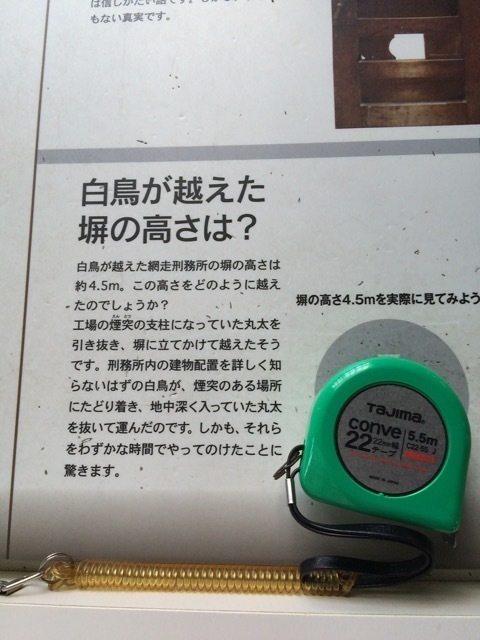 もない真実です。
白鳥が越えた
塀の高さは？
白鳥が越えた網走刑務所の塀の高さは
約4.5m。この高さをどのように越え
たのでしょうか？
工場の煙突の支柱になっていた丸太を
引き抜き、塀に立てかけて越えたそう
です。刑務所内の建物配置を詳しく知
らないはずの白鳥が、煙突のある場所
にたどり着き、地中深く入っていた丸太
を抜いて運んだのです。しかも、それら
をわずかな時間でやってのけたことに
驚きます。
塀の高さ4.5mを実際に見てみよう
TAJIMA
conve
22 22mm幅
テープ
5.5m